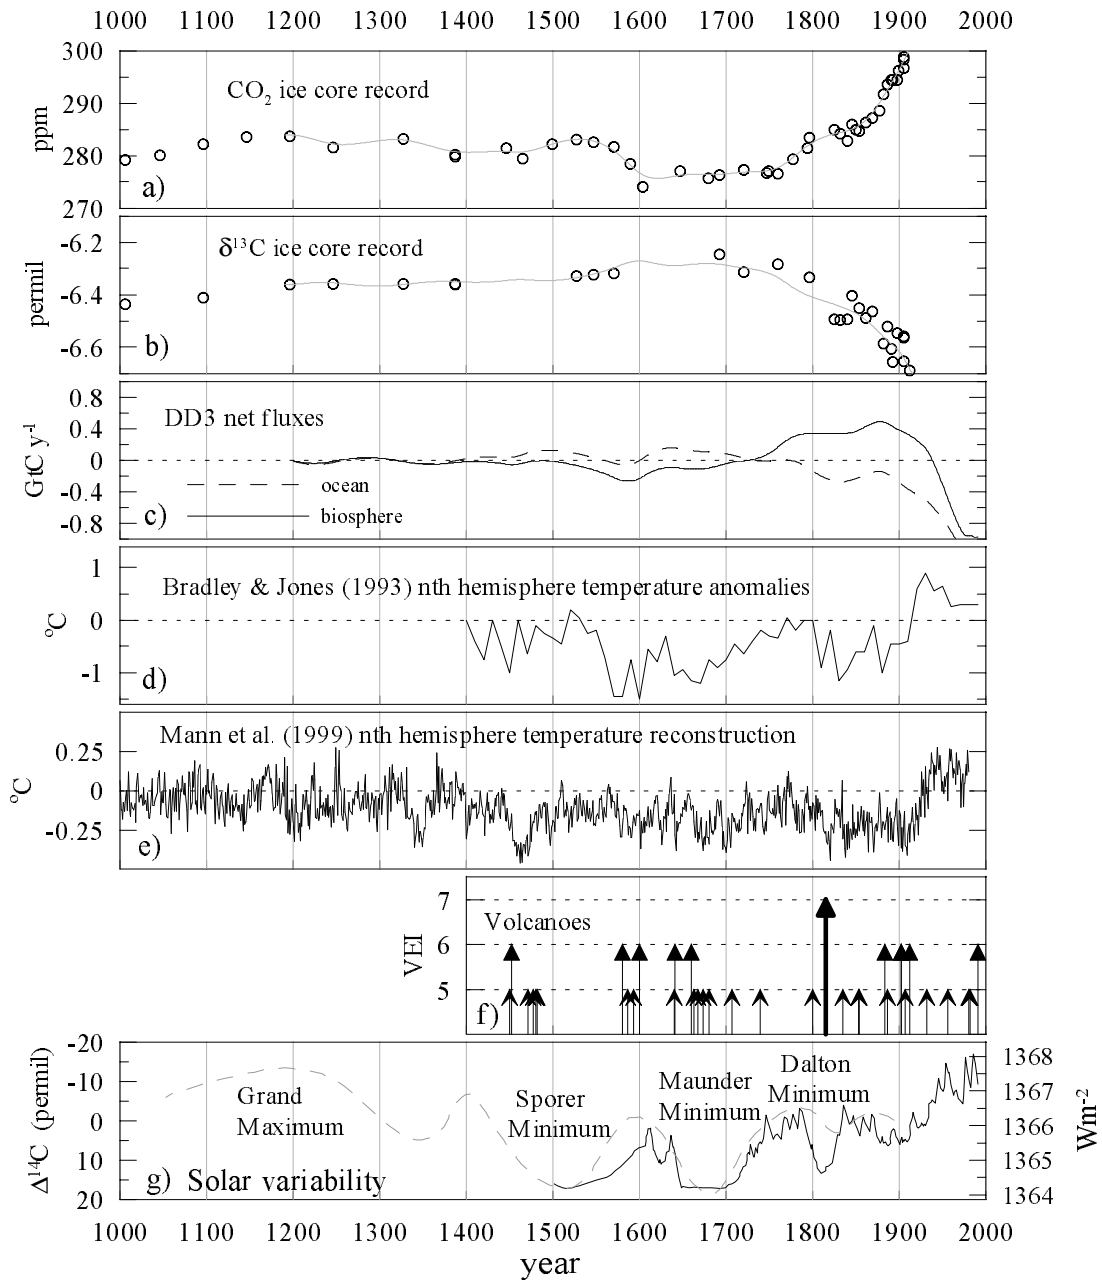 1000 1100 1200 1300 1400 1500 1600 1700 1800 1900 2000
300
290
280
270
ppm
CO2 ice core record
a)
-6.2
-6.4
-6.6
permil
δ13C ice core record
b)
0.8
0.4
0
-0.4
-0.8
GtC y-1
DD3 net fluxes
ocean
biosphere
c)
1
0
-1
°C
Bradley & Jones (1993) nth hemisphere temperature anomalies
d)
0.25
0
-0.25
°C
Mann et al. (1999) nth hemisphere temperature reconstruction
e)
7
6
5
VEI
Volcanoes
f)
-20
-10
0
10
20
Δ14C (permil)
Grand
Maximum
Sporer
Minimum
Maunder
Minimum
Dalton
Minimum
1368
1367
1366
1365
1364
Wm-2
g) Solar variability
1000 1100 1200 1300 1400 1500 1600 1700 1800 1900 2000
year